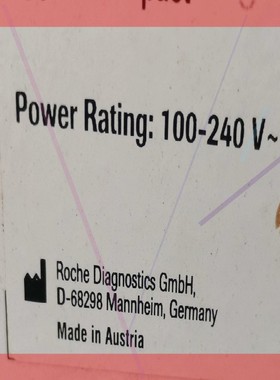 Power Rating: 100-240 V~
Roche Diagnostics GmbH,
D-68298 Mannheim, Germany
Made in Austria